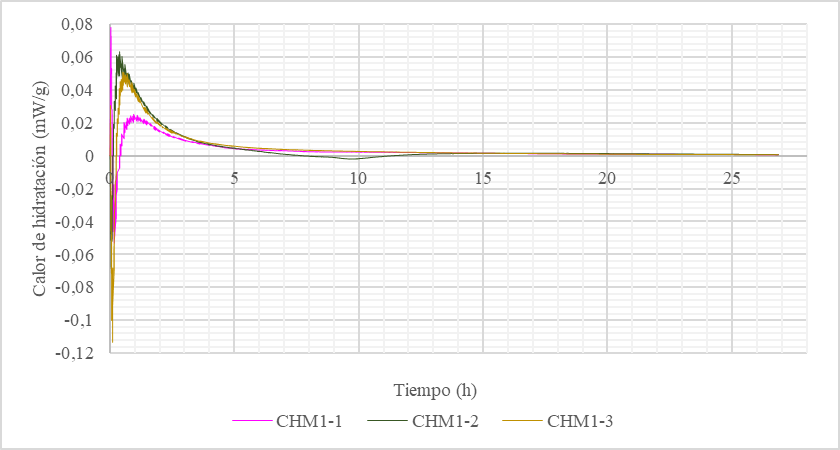 Calor de hidratación (mW/g)
0,08
0,06
0,04
0,02
0
-0,02
-0,04
-0,06
-0,08
-0,1
-0,12
0 5 10 15 20 25
Tiempo (h)
CHM1-1 CHM1-2 CHM1-3